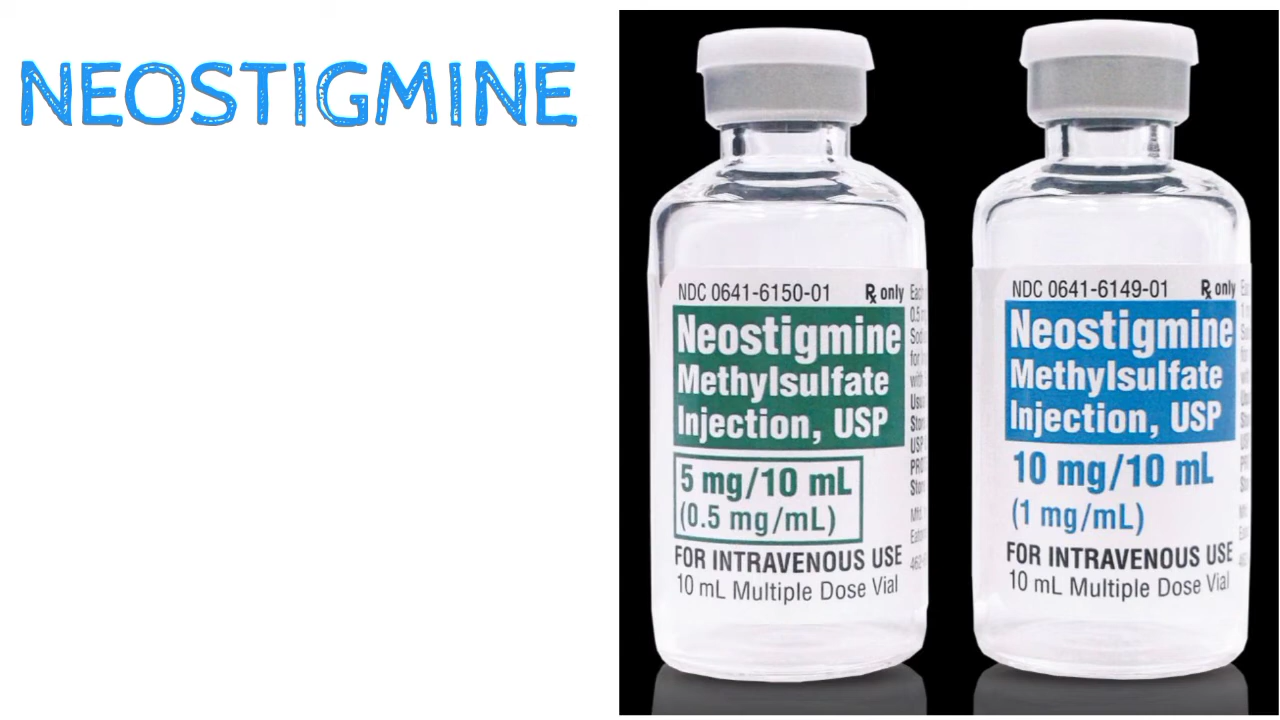 NEOSTIGMINE
NDC 0641-6150-01 Rx only
Neostigmine
Methylsulfate
Injection, USP
5 mg/10 mL
(0.5 mg/mL)
FOR INTRAVENOUS USE
10 mL Multiple Dose Vial
NDC 0641-6149-01 Rx only
Neostigmine
Methylsulfate
Injection, USP
10 mg/10 mL
(1 mg/mL)
FOR INTRAVENOUS USE
10 mL Multiple Dose Vial